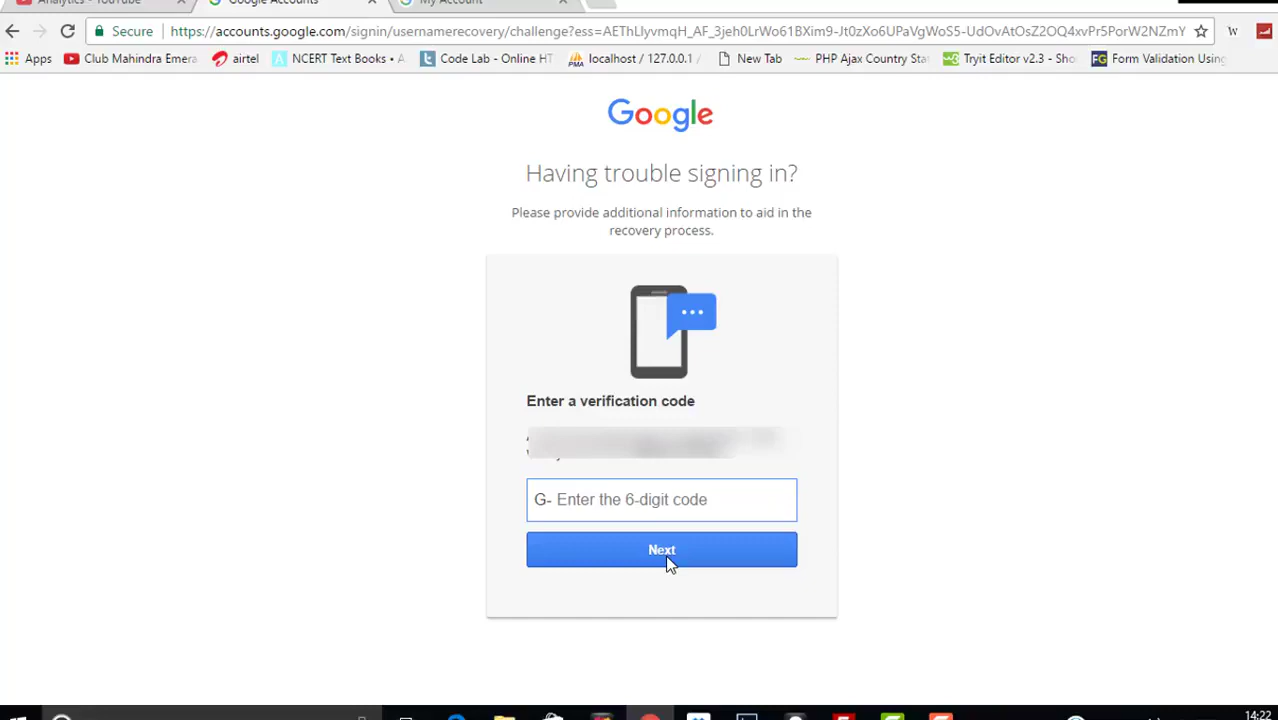 Analytics - YouTube
Google Accounts
My Account
Secure
https://accounts.google.com/signin/usernamerecovery/challenge?ess=AEThLlyvmqH_AF_3jeh0LrWo61BXim9-Jt0zXo6UPaVgWoS5-UdOvAtOsZ2OQ4xvPr5PorW2NZmY
W
Apps
Club Mahindra Emera
airtel
NCERT Text Books • A
Code Lab - Online HT
PMA
localhost / 127.0.0.1 /
New Tab
PHP Ajax Country Sta
Tryit Editor v2.3 - Sho
FG
Form Validation Using
Google
Having trouble signing in?
Please provide additional information to aid in the
recovery process.
Enter a verification code
G- Enter the 6-digit code
Next
14:22